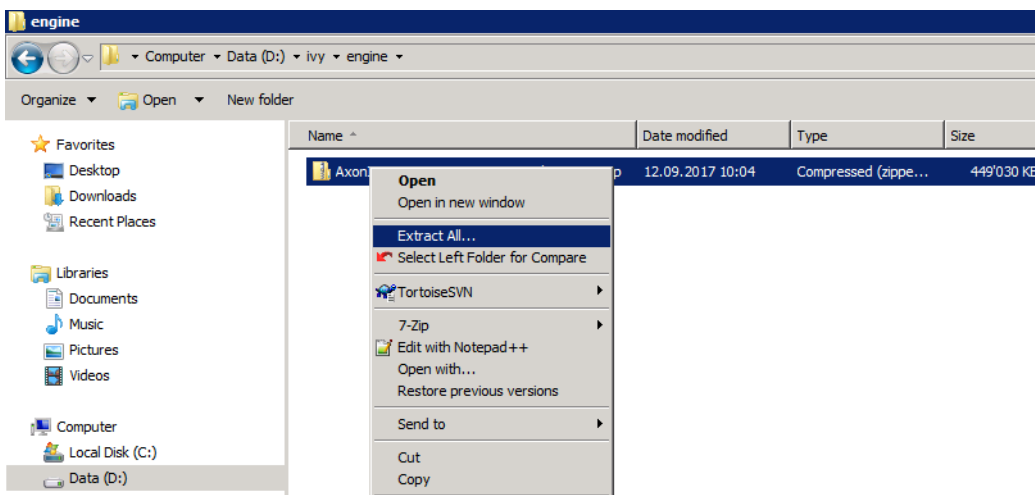 engine
Computer Data (D:) ivy engine
Organize Open New folder
Name Date modified Type Size
Favorites
Desktop
Downloads
Recent Places
Libraries
Documents
Music
Pictures
Videos
Computer
Local Disk (C:)
Data (D:)
12.09.2017 10:04 Compressed (zippe... 449'030 KB
Open
Open in new window
Extract All...
Select Left Folder for Compare
TortoiseSVN
7-Zip
Edit with Notepad++
Open with...
Restore previous versions
Send to
Cut
Copy